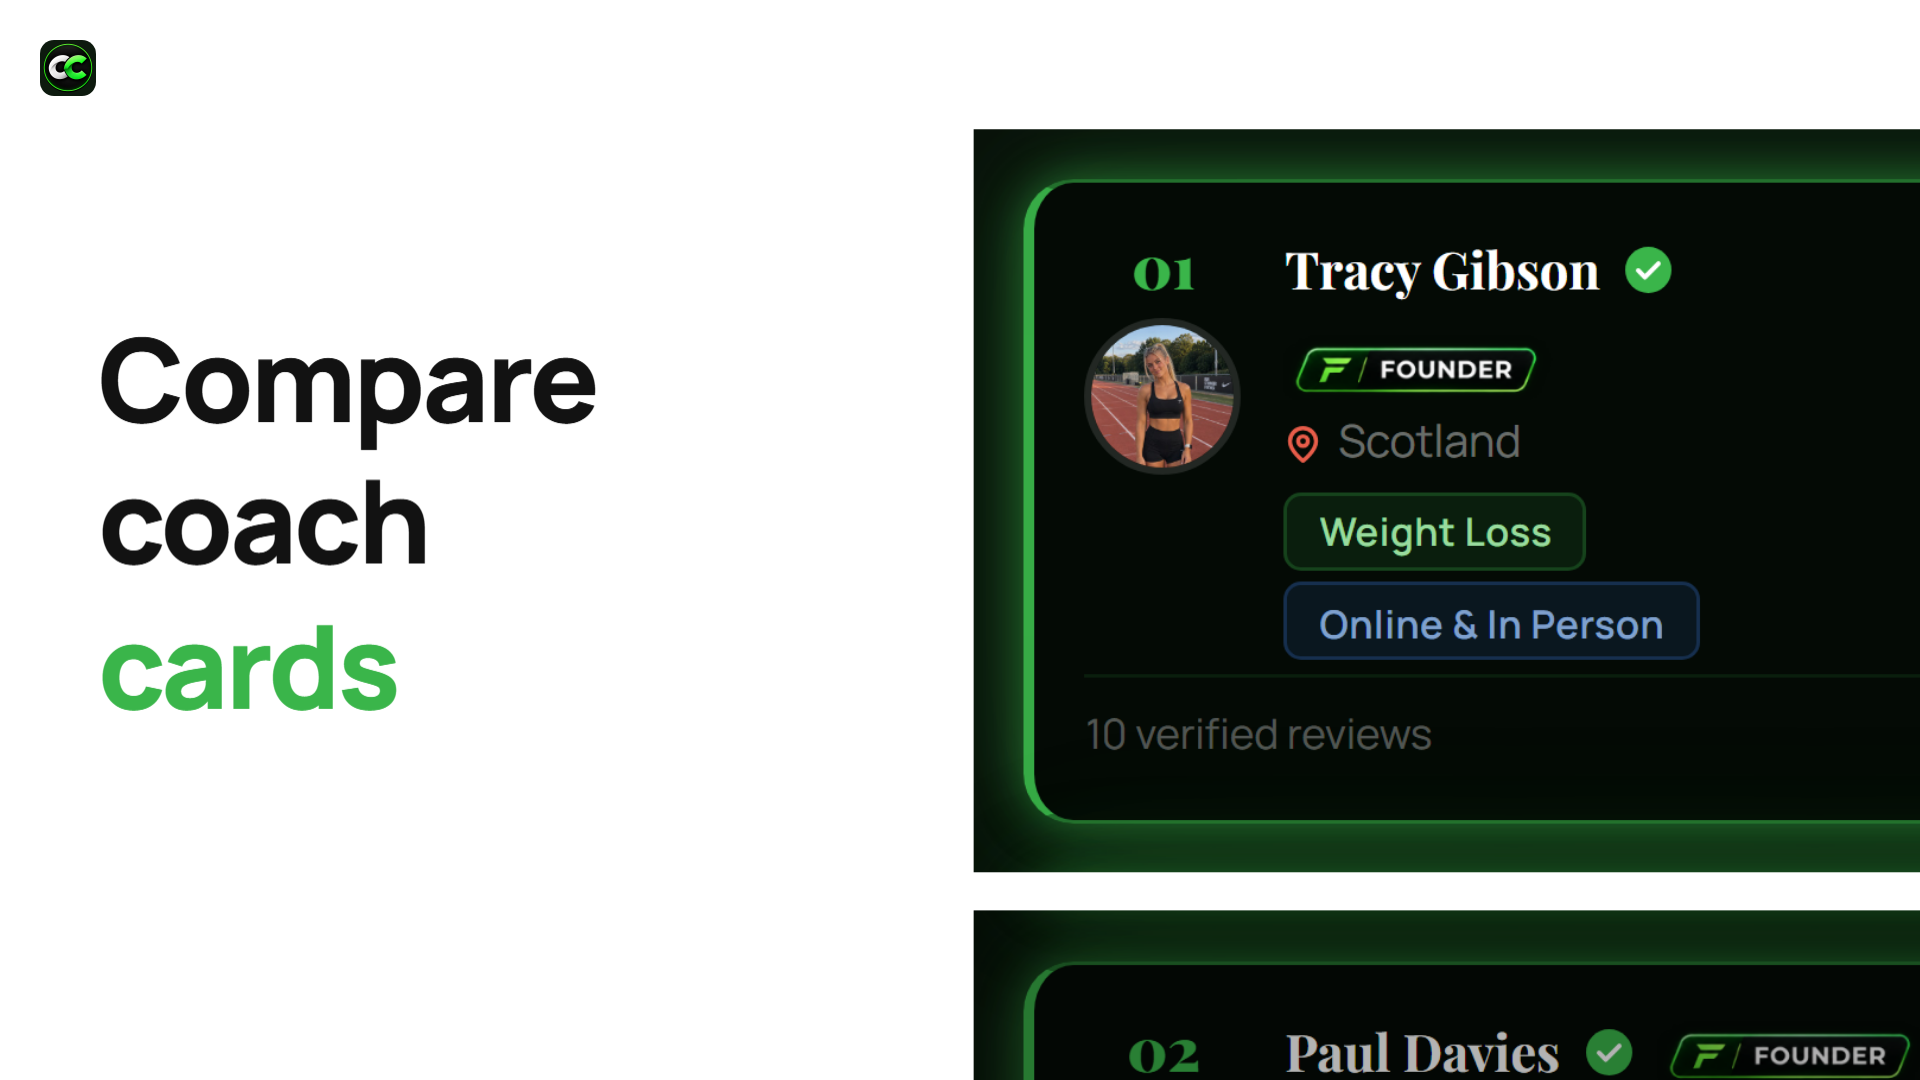 CC
Compare
coach
cards
01
Tracy Gibson
F / FOUNDER
Scotland
Weight Loss
Online & In Person
10 verified reviews
02
Paul Davies
F / FOUNDER